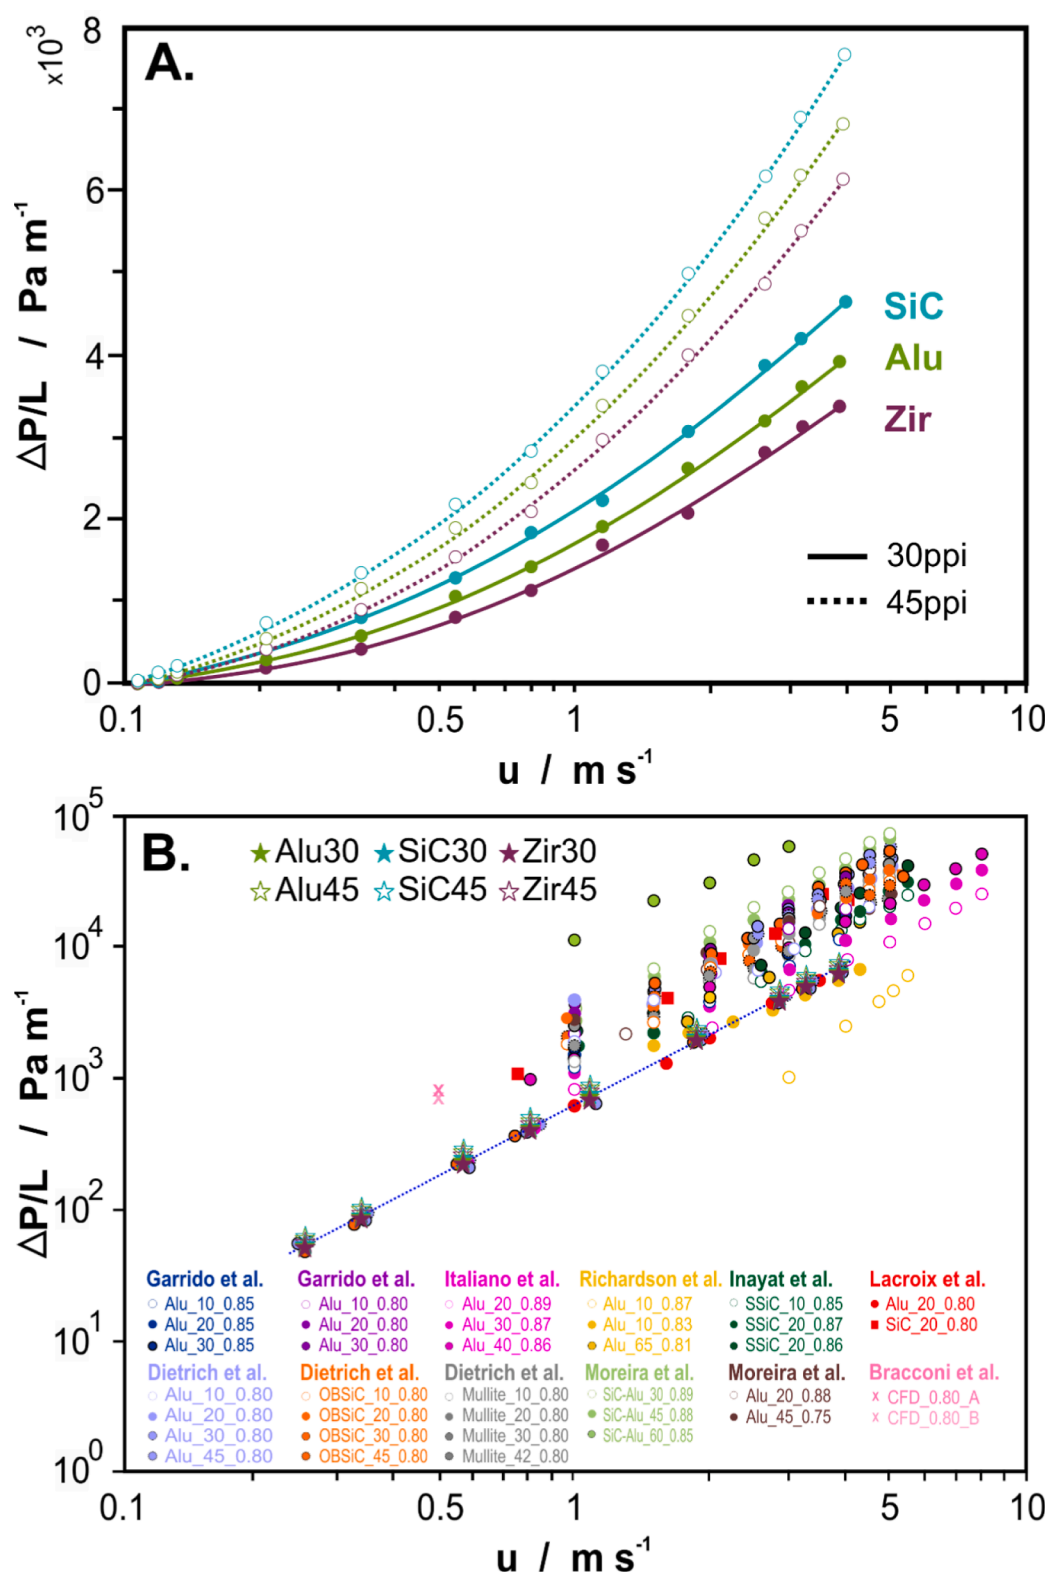 A.
×10³
8
6
4
2
0
ΔP/L / Pa m⁻¹
SiC
Alu
Zir
30ppi
45ppi
0.1 0.5 1 5 10
u / m s⁻¹
B.
Alu30 SiC30 Zir30
Alu45 SiC45 Zir45
10⁵
10⁴
10³
10²
10¹
10⁰
ΔP/L / Pa m⁻¹
Garrido et al. Garrido et al. Italiano et al. Richardson et al. Inayat et al. Lacroix et al.
Alu_10_0.85 Alu_10_0.80 Alu_20_0.89 Alu_10_0.87 SSiC_10_0.85 Alu_20_0.80
Alu_20_0.85 Alu_20_0.80 Alu_30_0.87 Alu_10_0.83 SSiC_20_0.87 SiC_20_0.80
Alu_30_0.85 Alu_30_0.80 Alu_40_0.86 Alu_65_0.81 SSiC_20_0.86
Dietrich et al. Dietrich et al. Dietrich et al. Moreira et al. Moreira et al. Bracconi et al.
Alu_10_0.80 OBSiC_10_0.80 Mullite_10_0.80 SiC-Alu_30_0.89 Alu_20_0.88 x CFD_0.80_A
Alu_20_0.80 OBSiC_20_0.80 Mullite_20_0.80 SiC-Alu_45_0.88 Alu_45_0.75 x CFD_0.80_B
Alu_30_0.80 OBSiC_30_0.80 Mullite_30_0.80 SiC-Alu_60_0.85
Alu_45_0.80 OBSiC_45_0.80 Mullite_42_0.80
0.1 0.5 1 5 10
u / m s⁻¹